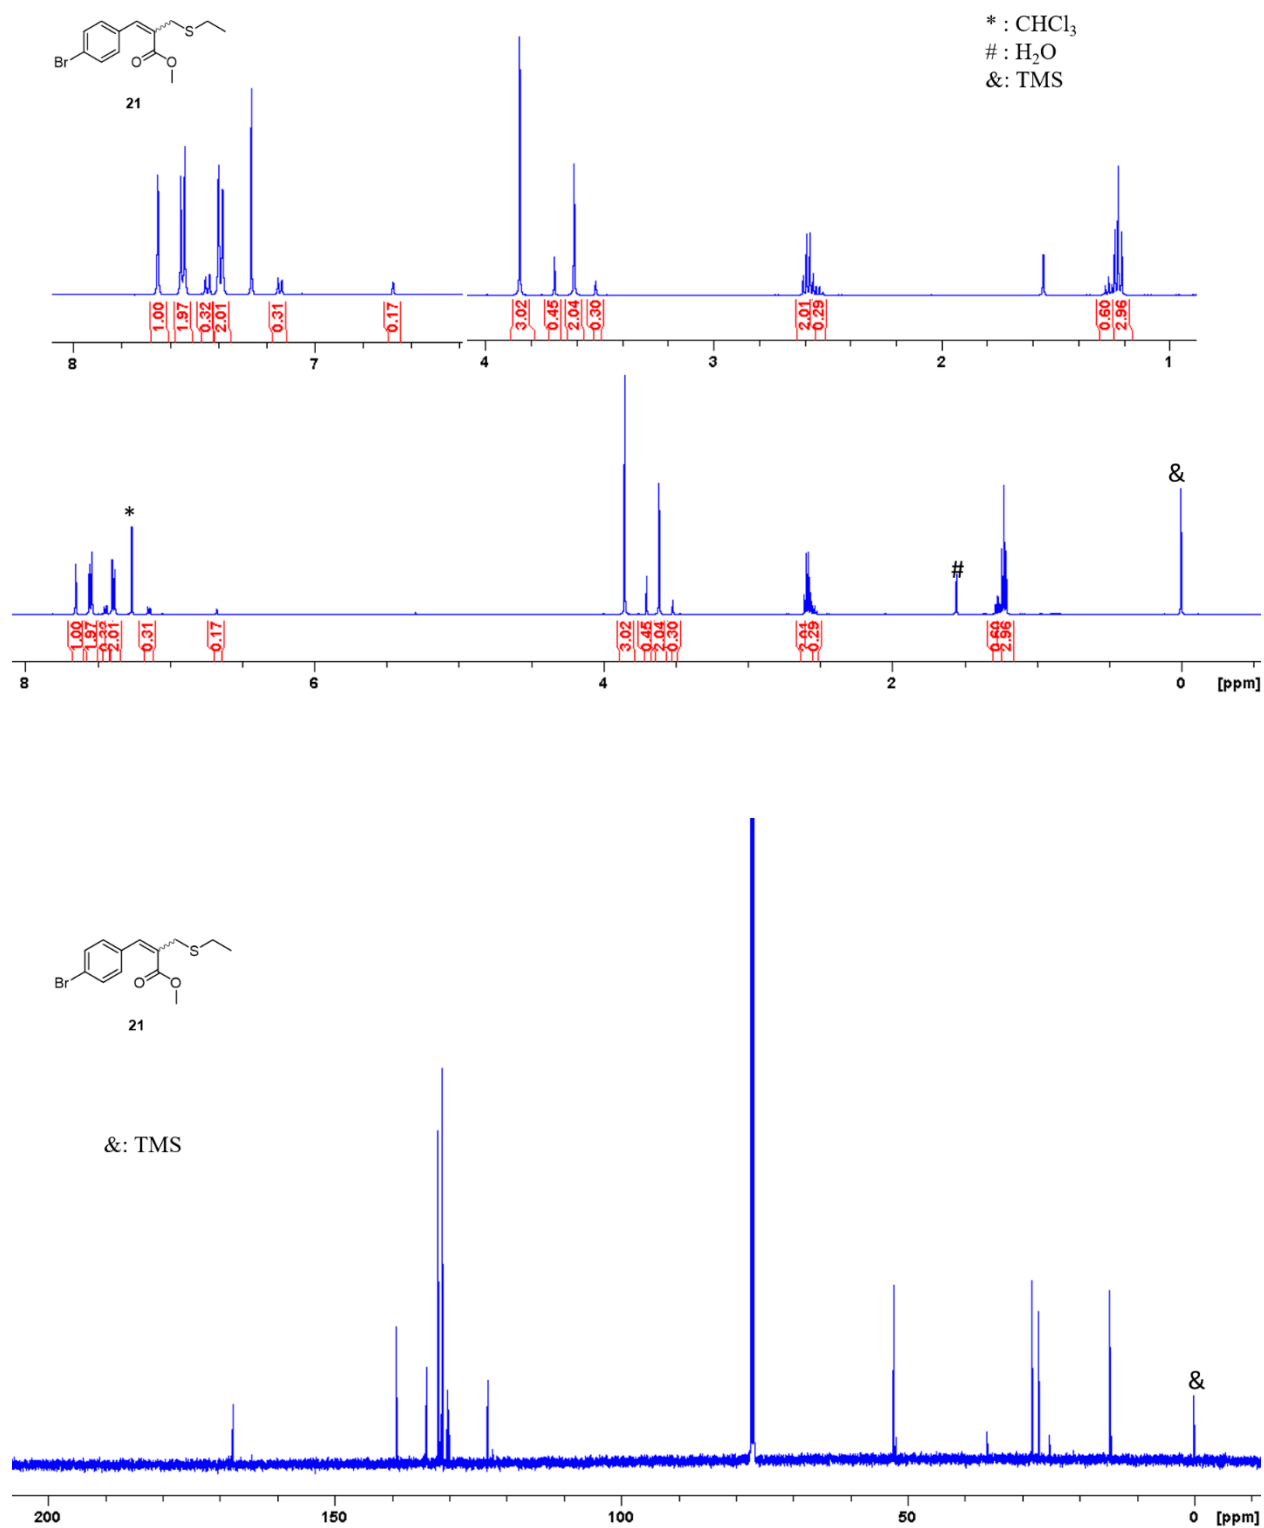 Br
S
O
O
21
* : CHCl3
# : H2O
&: TMS
1.00 1.97 0.32 2.01 0.31 0.17 3.02 0.45 2.04 0.30 2.01 0.29 0.60 2.96
8 7 4 3 2 1
*
#
&
1.00 1.97 0.32 2.01 0.31 0.17 3.02 0.45 2.04 0.30 2.01 0.29 0.60 2.96
8 6 4 2 0 [ppm]
Br
S
O
O
21
&: TMS
&
200 150 100 50 0 [ppm]